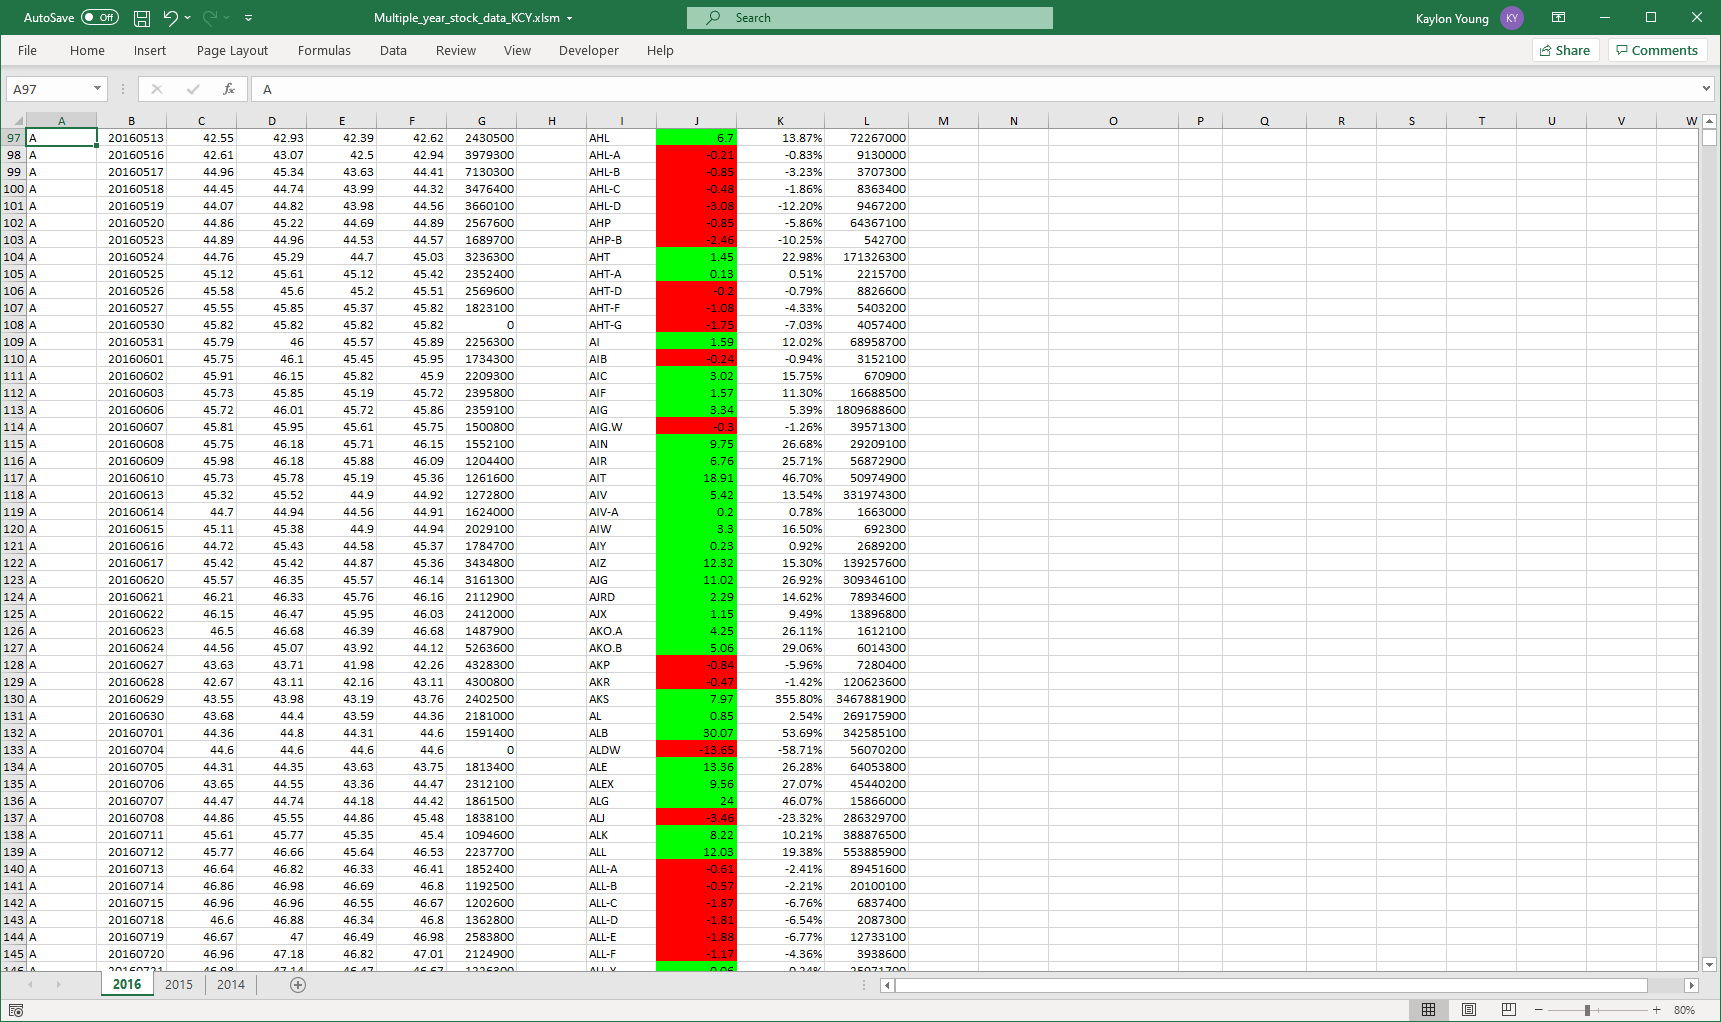 AutoSave Off Multiple_year_stock_data_KCY.xlsm Search Kaylon Young KY
File Home Insert Page Layout Formulas Data Review View Developer Help Share Comments
A97 fx A
A B C D E F G H I J K L M N O P Q R S T U V W
97 A 20160513 42.55 42.93 42.39 42.62 2430500 AHL 6.7 13.87% 72267000
98 A 20160516 42.61 43.07 42.5 42.94 3979300 AHL-A -0.21 -0.83% 9130000
99 A 20160517 44.96 45.34 43.63 44.41 7130300 AHL-B -0.85 -3.23% 3707300
100 A 20160518 44.45 44.74 43.99 44.32 3476400 AHL-C -0.48 -1.86% 8363400
101 A 20160519 44.07 44.82 43.98 44.56 3660100 AHL-D -3.08 -12.20% 9467200
102 A 20160520 44.86 45.22 44.69 44.89 2567600 AHP -0.85 -5.86% 64367100
103 A 20160523 44.89 44.96 44.53 44.57 1689700 AHP-B -2.46 -10.25% 542700
104 A 20160524 44.76 45.29 44.7 45.03 3236300 AHT 1.45 22.98% 171326300
105 A 20160525 45.12 45.61 45.12 45.42 2352400 AHT-A 0.13 0.51% 2215700
106 A 20160526 45.58 45.6 45.2 45.51 2569600 AHT-D -0.2 -0.79% 8826600
107 A 20160527 45.55 45.85 45.37 45.82 1823100 AHT-F -1.08 -4.33% 5403200
108 A 20160530 45.82 45.82 45.82 45.82 0 AHT-G -1.75 -7.03% 4057400
109 A 20160531 45.79 46 45.57 45.89 2256300 AI 1.59 12.02% 68958700
110 A 20160601 45.75 46.1 45.45 45.95 1734300 AIB -0.24 -0.94% 3152100
111 A 20160602 45.91 46.15 45.82 45.9 2209300 AIC 3.02 15.75% 670900
112 A 20160603 45.73 45.85 45.19 45.72 2395800 AIF 1.57 11.30% 16688500
113 A 20160606 45.72 46.01 45.72 45.86 2359100 AIG 3.34 5.39% 1809688600
114 A 20160607 45.81 45.95 45.61 45.75 1500800 AIG.W -0.3 -1.26% 39571300
115 A 20160608 45.75 46.18 45.71 46.15 1552100 AIN 9.75 26.68% 29209100
116 A 20160609 45.98 46.18 45.88 46.09 1204400 AIR 6.76 25.71% 56872900
117 A 20160610 45.73 45.78 45.19 45.36 1261600 AIT 18.91 46.70% 50974900
118 A 20160613 45.32 45.52 44.9 44.92 1272800 AIV 5.42 13.54% 331974300
119 A 20160614 44.7 44.94 44.56 44.91 1624000 AIV-A 0.2 0.78% 1663000
120 A 20160615 45.11 45.38 44.9 44.94 2029100 AIW 3.3 16.50% 692300
121 A 20160616 44.72 45.43 44.58 45.37 1784700 AIY 0.23 0.92% 2689200
122 A 20160617 45.42 45.42 44.87 45.36 3434800 AIZ 12.32 15.30% 139257600
123 A 20160620 45.57 46.35 45.57 46.14 3161300 AJG 11.02 26.92% 309346100
124 A 20160621 46.21 46.33 45.76 46.16 2112900 AJRD 2.29 14.62% 78934600
125 A 20160622 46.15 46.47 45.95 46.03 2412000 AJX 1.15 9.49% 13896800
126 A 20160623 46.5 46.68 46.39 46.68 1487900 AKO.A 4.25 26.11% 1612100
127 A 20160624 44.56 45.07 43.92 44.12 5263600 AKO.B 5.06 29.06% 6014300
128 A 20160627 43.63 43.71 41.98 42.26 4328300 AKP -0.84 -5.96% 7280400
129 A 20160628 42.67 43.11 42.16 43.11 4300800 AKR -0.47 -1.42% 120623600
130 A 20160629 43.55 43.98 43.19 43.76 2402500 AKS 7.97 355.80% 3467881900
131 A 20160630 43.68 44.4 43.59 44.36 2181000 AL 0.85 2.54% 269175900
132 A 20160701 44.36 44.8 44.31 44.6 1591400 ALB 30.07 53.69% 342585100
133 A 20160704 44.6 44.6 44.6 44.6 0 ALDW -13.65 -58.71% 56070200
134 A 20160705 44.31 44.35 43.63 43.75 1813400 ALE 13.36 26.28% 64053800
135 A 20160706 43.65 44.55 43.36 44.47 2312100 ALEX 9.56 27.07% 45440200
136 A 20160707 44.47 44.74 44.18 44.42 1861500 ALG 24 46.07% 15866000
137 A 20160708 44.86 45.55 44.86 45.48 1838100 ALJ -3.46 -23.32% 286329700
138 A 20160711 45.61 45.77 45.35 45.4 1094600 ALK 8.22 10.21% 388876500
139 A 20160712 45.77 46.66 45.64 46.53 2237700 ALL 12.03 19.38% 553885900
140 A 20160713 46.64 46.82 46.33 46.41 1852400 ALL-A -0.61 -2.41% 89451600
141 A 20160714 46.86 46.98 46.69 46.8 1192500 ALL-B -0.57 -2.21% 20100100
142 A 20160715 46.96 46.96 46.55 46.67 1202600 ALL-C -1.87 -6.76% 6837400
143 A 20160718 46.6 46.88 46.34 46.8 1362800 ALL-D -1.81 -6.54% 2087300
144 A 20160719 46.67 47 46.49 46.98 2583800 ALL-E -1.88 -6.77% 12733100
145 A 20160720 46.96 47.18 46.82 47.01 2124900 ALL-F -1.17 -4.36% 3938600
146 A 20160721 46.98 47.14 46.47 46.67
2016 2015 2014
80%